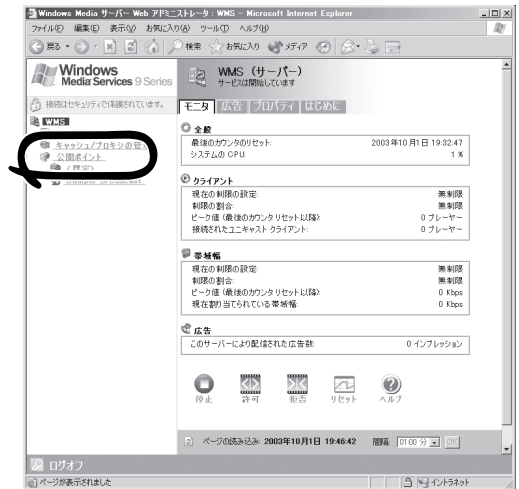 Windows Media サーバー Web アドミニストレータ : WMS - Microsoft Internet Explorer
ファイル(F) 編集(E) 表示(V) お気に入り(A) ツール(T) ヘルプ(H)
戻る 検索 お気に入り メディア
Windows
Media Services 9 Series
WMS (サーバー)
サービスは開始しています
接続はセキュリティで保護されています。
モニタ 広告 プロパティ はじめに
WMS
キャッシュ/プロキシの管
公開ポイント
<既定>
Sample Broadcast
全般
最後のカウンタのリセット: 2003年10月1日 19:32:47
システムの CPU: 1 %
クライアント
現在の制限の設定: 無制限
制限の割合: 無制限
ピーク値 (最後のカウンタリセット以降): 0 プレーヤー
接続されたユニキャスト クライアント: 0 プレーヤー
帯域幅
現在の制限の設定: 無制限
制限の割合: 無制限
ピーク値 (最後のカウンタリセット以降): 0 Kbps
現在割り当てられている帯域幅: 0 Kbps
広告
このサーバーにより配信された広告数: 0 インプレッション
停止 許可 拒否 リセット ヘルプ
ページの読み込み: 2003年10月1日 19:46:42 間隔: 01:00 分 OK
ログオフ
ページが表示されました イントラネット